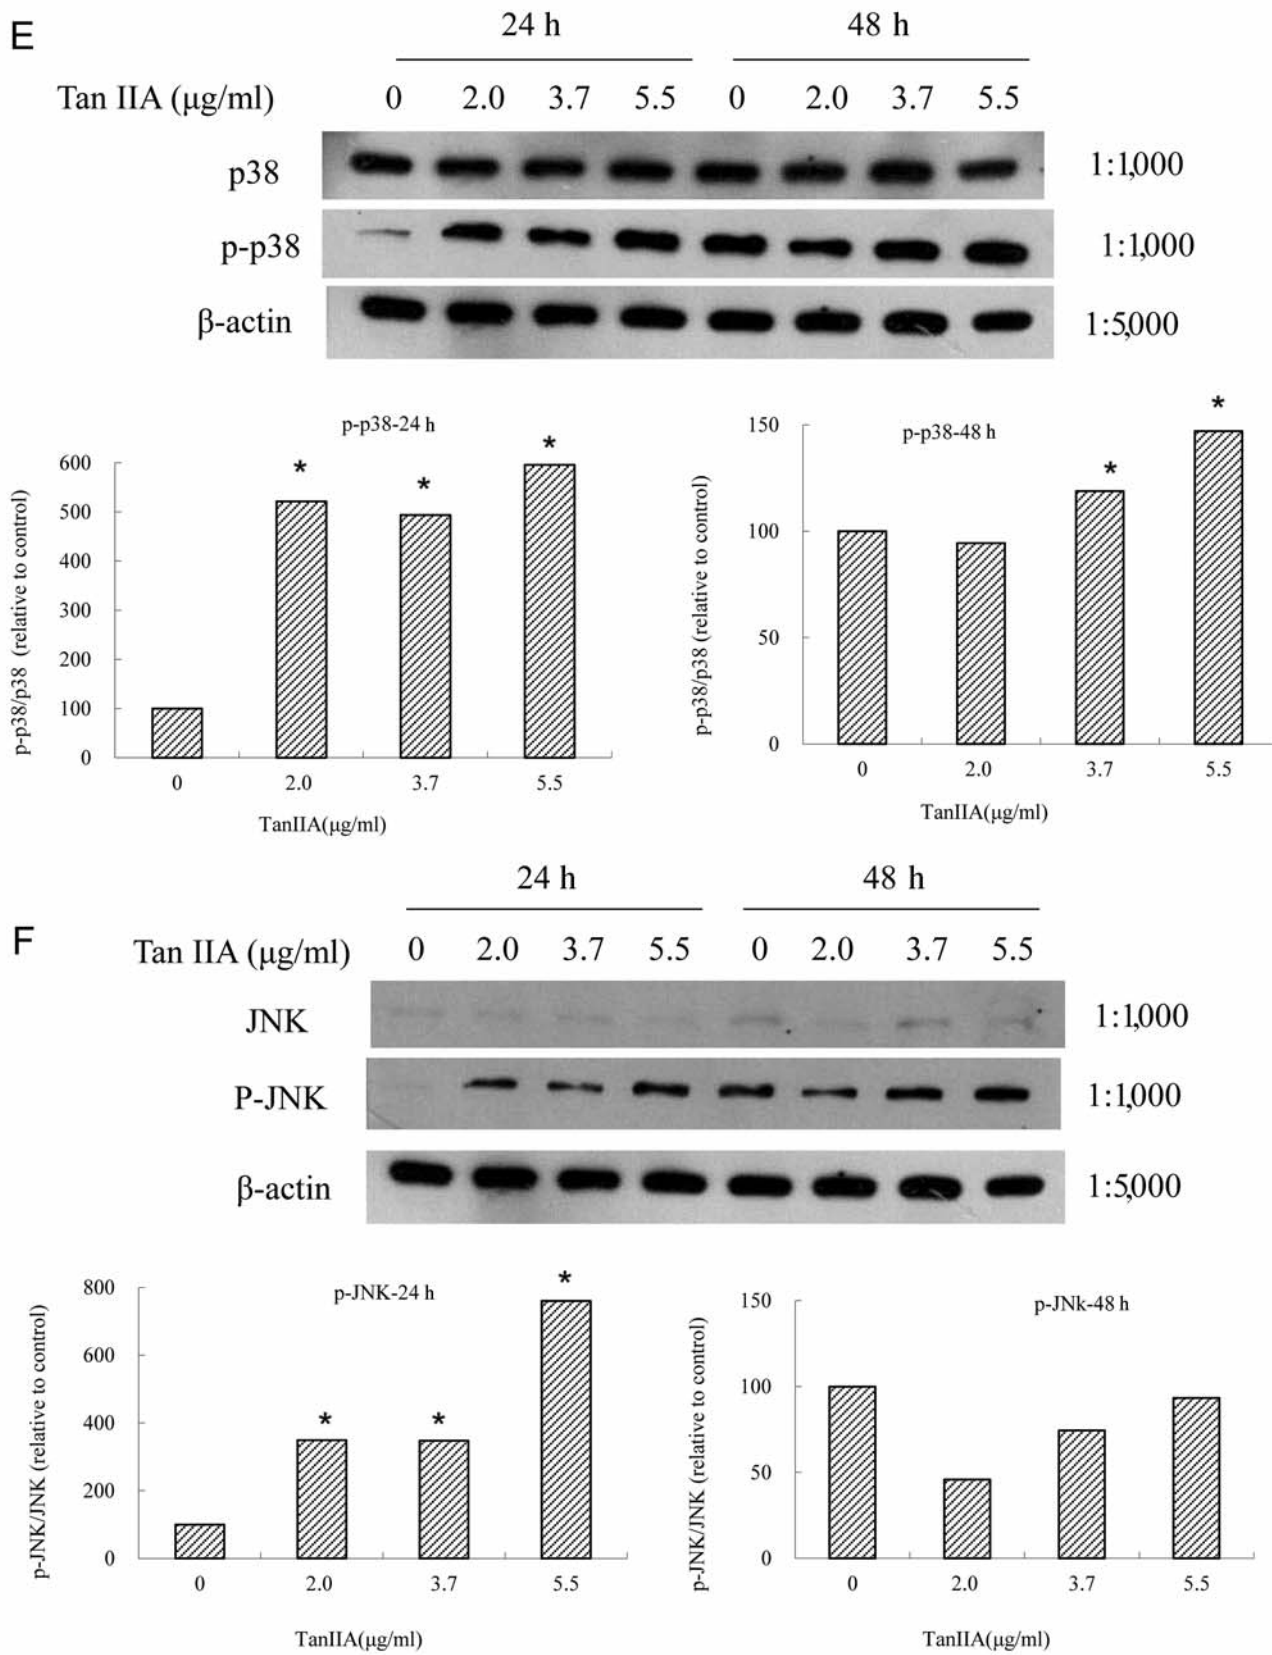 E
24 h 48 h
Tan IIA (μg/ml) 0 2.0 3.7 5.5 0 2.0 3.7 5.5
p38 1:1,000
p-p38 1:1,000
β-actin 1:5,000
p-p38-24 h
p-p38/p38 (relative to control)
600
500
400
300
200
100
0
0 2.0 3.7 5.5
* * *
TanIIA(μg/ml)
p-p38-48 h
p-p38/p38 (relative to control)
150
100
50
0
0 2.0 3.7 5.5
* *
TanIIA(μg/ml)
F
24 h 48 h
Tan IIA (μg/ml) 0 2.0 3.7 5.5 0 2.0 3.7 5.5
JNK 1:1,000
P-JNK 1:1,000
β-actin 1:5,000
p-JNK-24 h
p-JNK/JNK (relative to control)
800
600
400
200
0
0 2.0 3.7 5.5
* * *
TanIIA(μg/ml)
p-JNk-48 h
p-JNK/JNK (relative to control)
150
100
50
0
0 2.0 3.7 5.5
TanIIA(μg/ml)